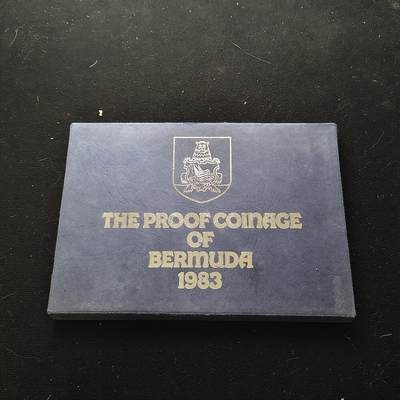 THE PROOF COINAGE
OF
BERMUDA
1983